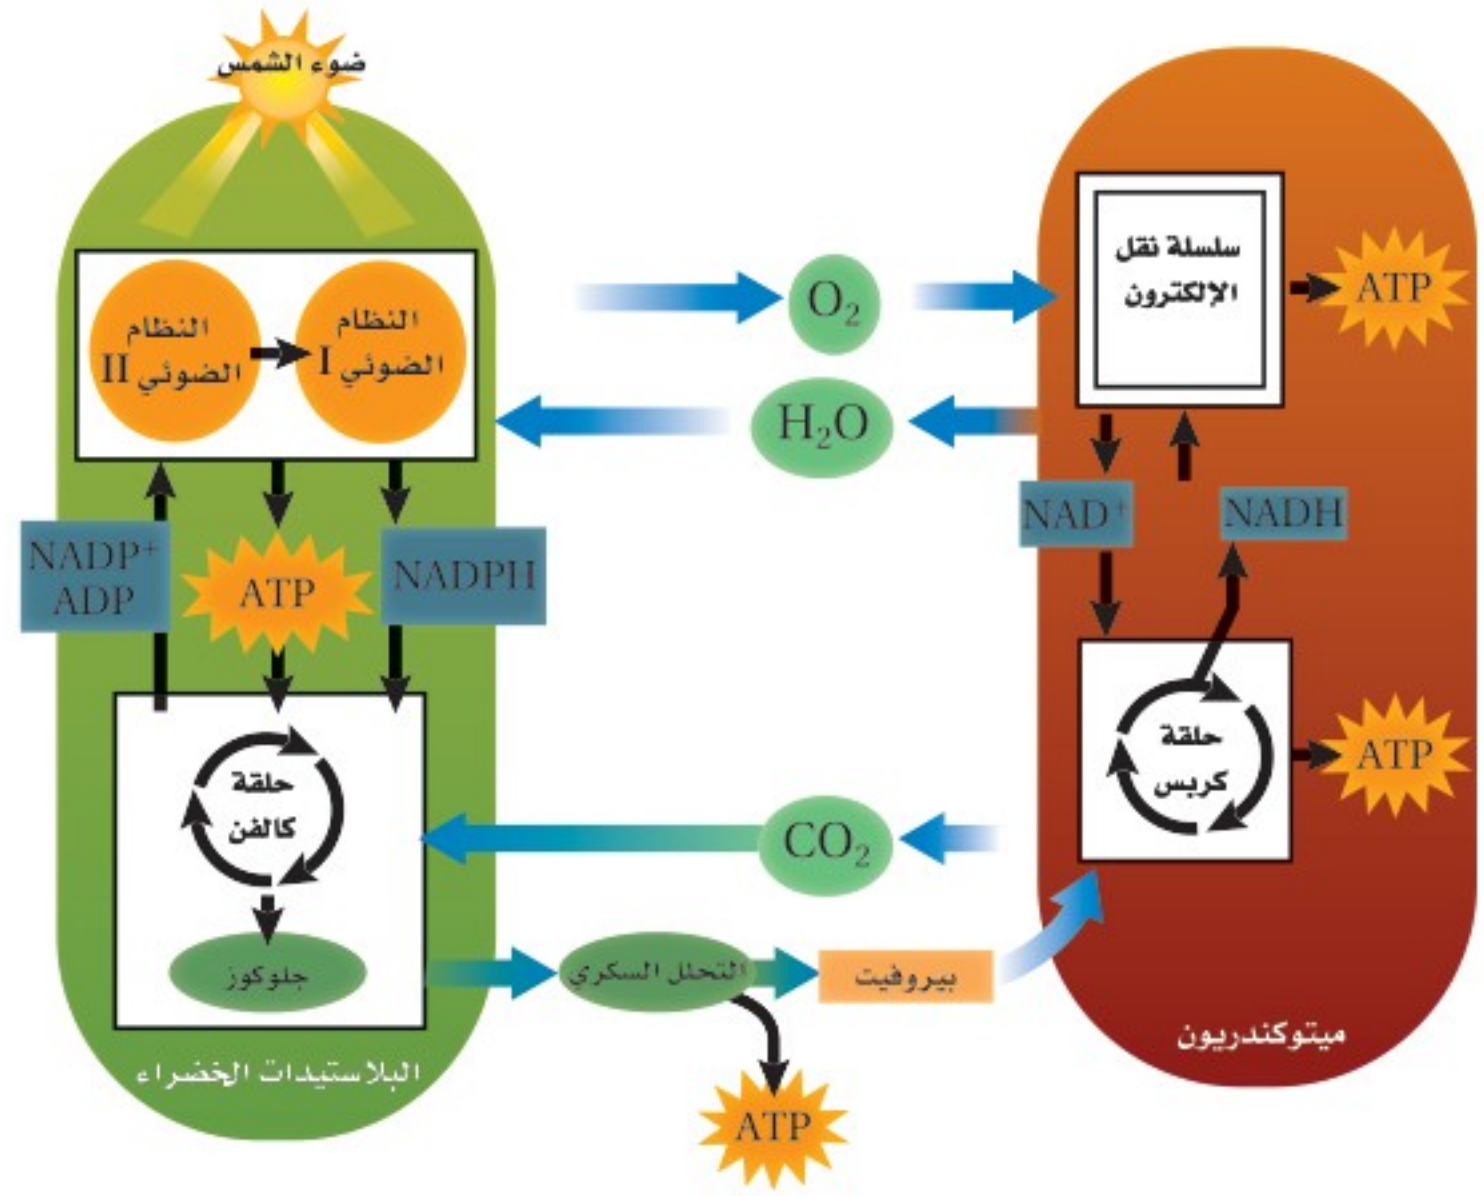 ضوء الشمس
النظام
الضوئي II
النظام
الضوئي I
O₂
H₂O
سلسلة نقل
الإلكترون
ATP
NADP⁺
ADP
ATP
NADPH
NAD⁺
NADH
حلقة
كالفن
CO₂
حلقة
كربس
ATP
جلوكوز
التحلل السكري
بيروفيت
ATP
البلاستيدات الخضراء
ميتوكندريون